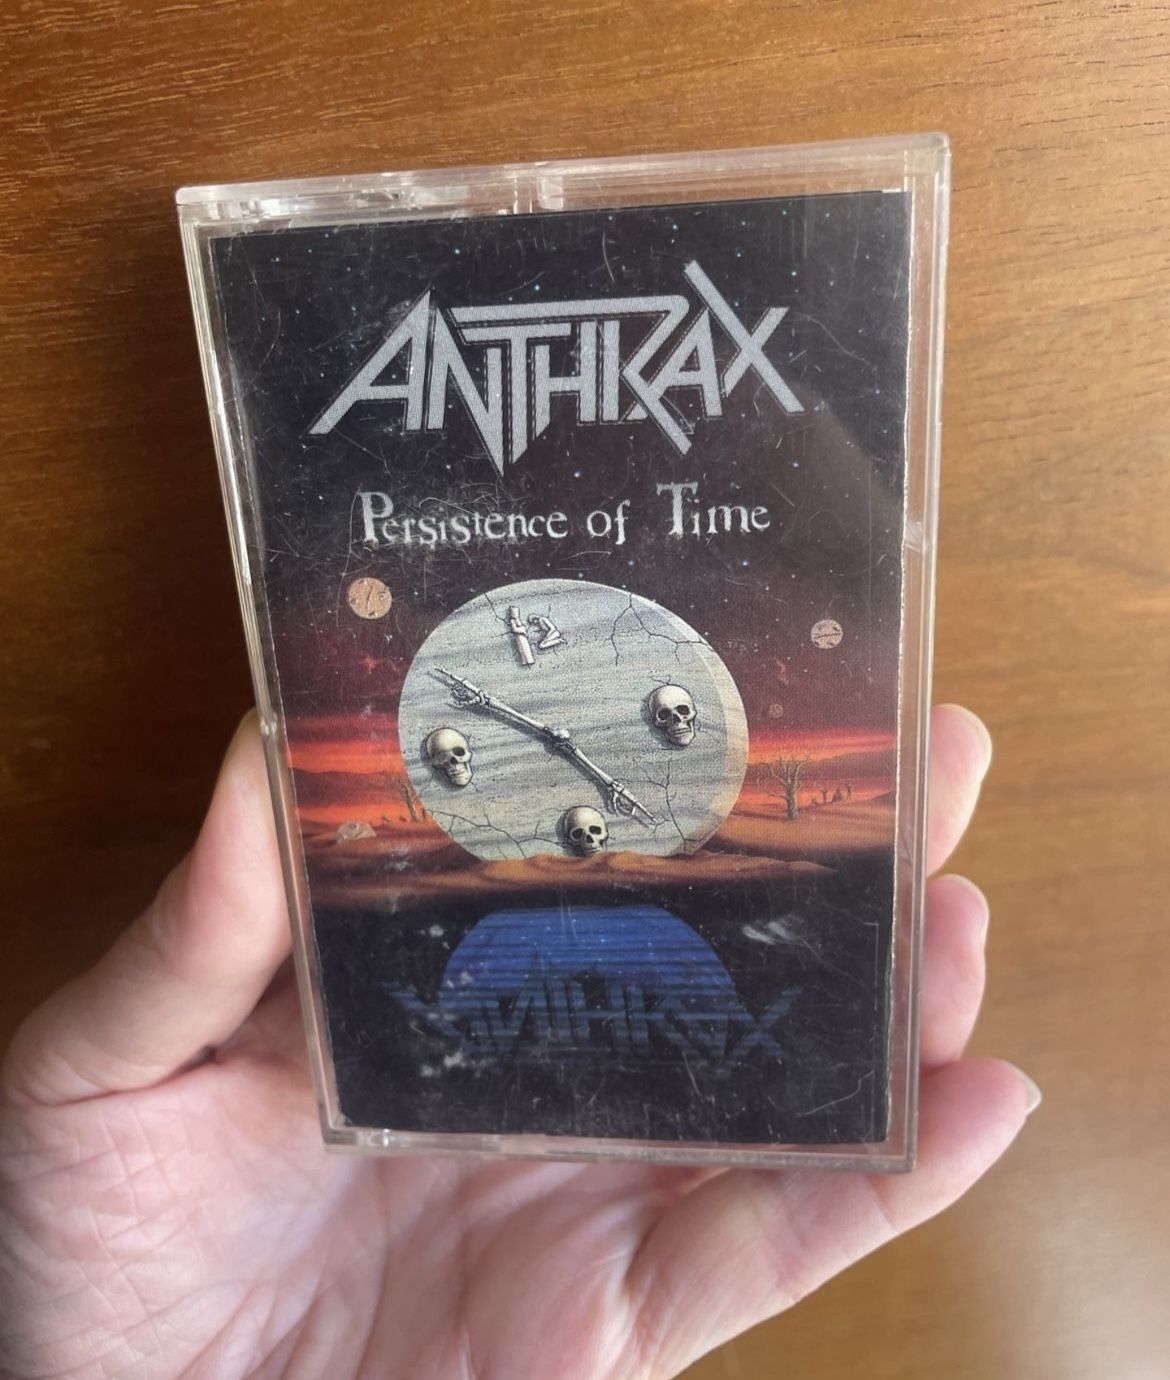 ANTHRAX
Persistence of Time
12
ANTHRAX